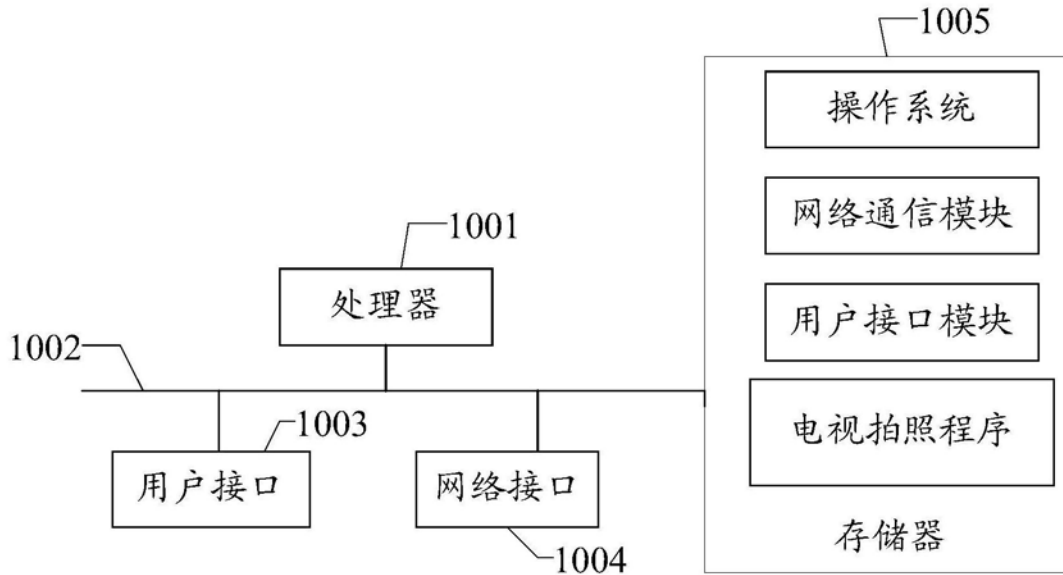 1005
操作系统
网络通信模块
1001
处理器
用户接口模块
1002
1003
电视拍照程序
用户接口
网络接口
存储器
1004